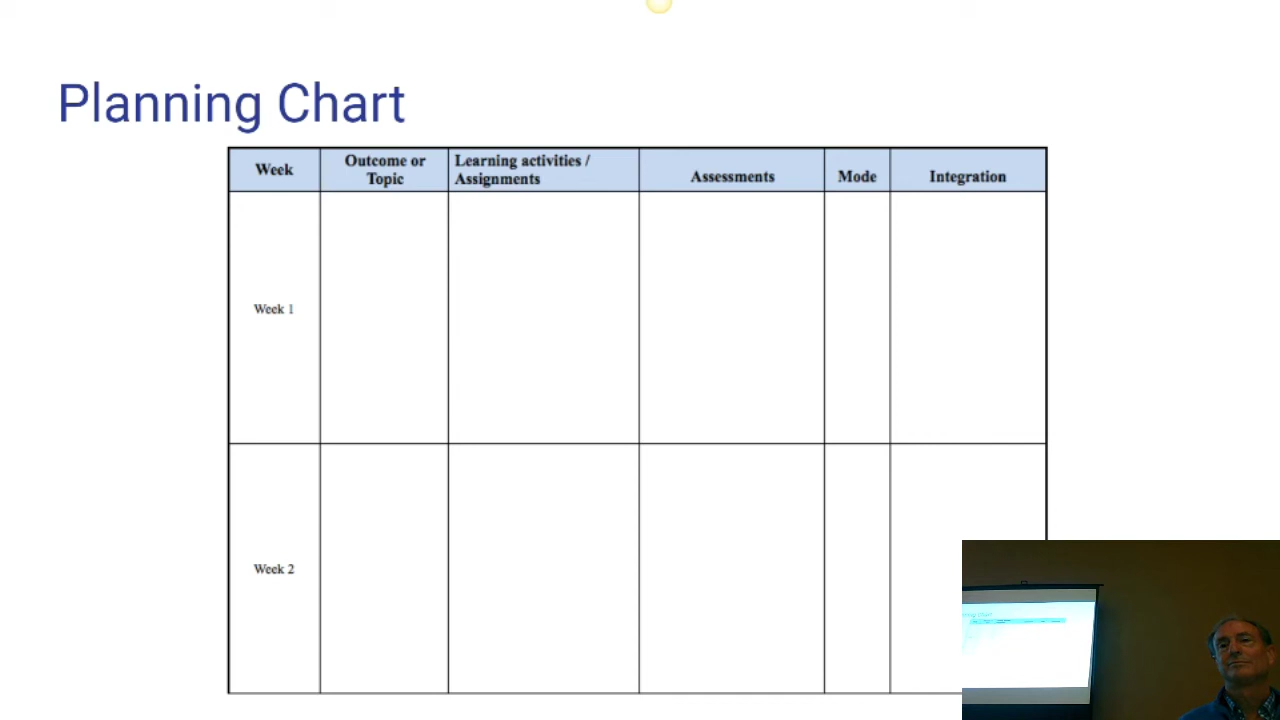 Planning Chart
Week
Outcome or
Topic
Learning activities /
Assignments
Assessments
Mode
Integration
Week 1
Week 2